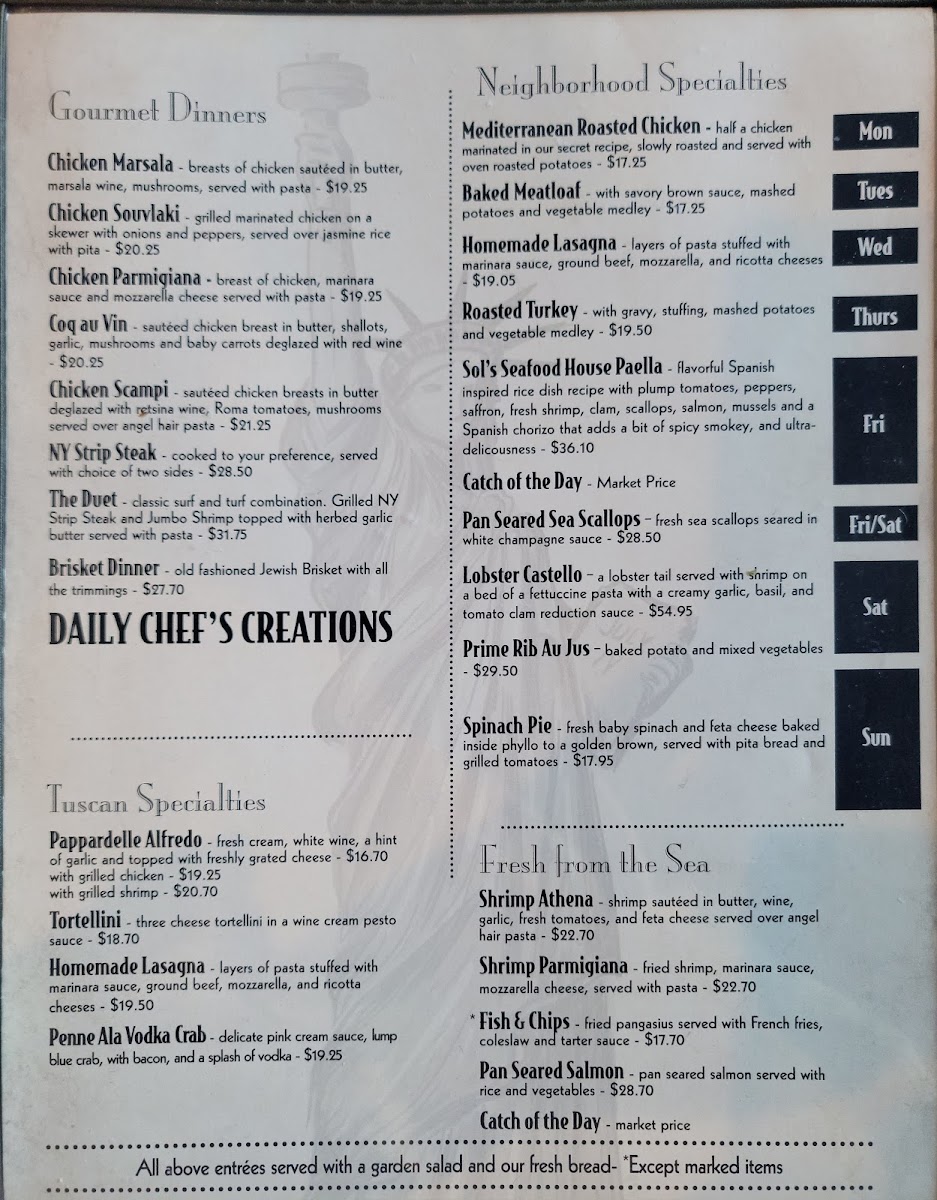 Gourmet Dinners
Chicken Marsala - breasts of chicken sautéed in butter,
marsala wine, mushrooms, served with pasta - $19.25
Chicken Souvlaki - grilled marinated chicken on a
skewer with onions and peppers, served over jasmine rice
with pita - $20.25
Chicken Parmigiana - breast of chicken, marinara
sauce and mozzarella cheese served with pasta - $19.25
Coq au Vin - sautéed chicken breast in butter, shallots,
garlic, mushrooms and baby carrots deglazed with red wine
- $20.25
Chicken Scampi - sautéed chicken breasts in butter
deglazed with retsina wine, Roma tomatoes, mushrooms
served over angel hair pasta - $21.25
NY Strip Steak - cooked to your preference, served
with choice of two sides - $28.50
The Duet - classic surf and turf combination. Grilled NY
Strip Steak and Jumbo Shrimp topped with herbed garlic
butter served with pasta - $31.75
Brisket Dinner - old fashioned Jewish Brisket with all
the trimmings - $27.70
DAILY CHEF'S CREATIONS
Tuscan Specialties
Pappardelle Alfredo - fresh cream, white wine, a hint
of garlic and topped with freshly grated cheese - $16.70
with grilled chicken - $19.25
with grilled shrimp - $20.70
Tortellini - three cheese tortellini in a wine cream pesto
sauce - $18.70
Homemade Lasagna - layers of pasta stuffed with
marinara sauce, ground beef, mozzarella, and ricotta
cheeses - $19.50
Penne Ala Vodka Crab - delicate pink cream sauce, lump
blue crab, with bacon, and a splash of vodka - $19.25
Neighborhood Specialties
Mediterranean Roasted Chicken - half a chicken
marinated in our secret recipe, slowly roasted and served with
oven roasted potatoes - $17.25
Mon
Baked Meatloaf - with savory brown sauce, mashed
potatoes and vegetable medley - $17.25
Tues
Homemade Lasagna - layers of pasta stuffed with
marinara sauce, ground beef, mozzarella, and ricotta cheeses
- $19.05
Wed
Roasted Turkey - with gravy, stuffing, mashed potatoes
and vegetable medley - $19.50
Thurs
Sol's Seafood House Paella - flavorful Spanish
inspired rice dish recipe with plump tomatoes, peppers,
saffron, fresh shrimp, clam, scallops, salmon, mussels and a
Spanish chorizo that adds a bit of spicy smokey, and ultra-
delicousness - $36.10
Catch of the Day - Market Price
Fri
Pan Seared Sea Scallops – fresh sea scallops seared in
white champagne sauce - $28.50
Fri/Sat
Lobster Castello – a lobster tail served with shrimp on
a bed of a fettuccine pasta with a creamy garlic, basil, and
tomato clam reduction sauce - $54.95
Prime Rib Au Jus – baked potato and mixed vegetables
- $29.50
Sat
Spinach Pie - fresh baby spinach and feta cheese baked
inside phyllo to a golden brown, served with pita bread and
grilled tomatoes - $17.95
Sun
Fresh from the Sea
Shrimp Athena - shrimp sautéed in butter, wine,
garlic, fresh tomatoes, and feta cheese served over angel
hair pasta - $22.70
Shrimp Parmigiana - fried shrimp, marinara sauce,
mozzarella cheese, served with pasta - $22.70
* Fish & Chips - fried pangasius served with French fries,
coleslaw and tarter sauce - $17.70
Pan Seared Salmon - pan seared salmon served with
rice and vegetables - $28.70
Catch of the Day - market price
All above entrées served with a garden salad and our fresh bread- *Except marked items